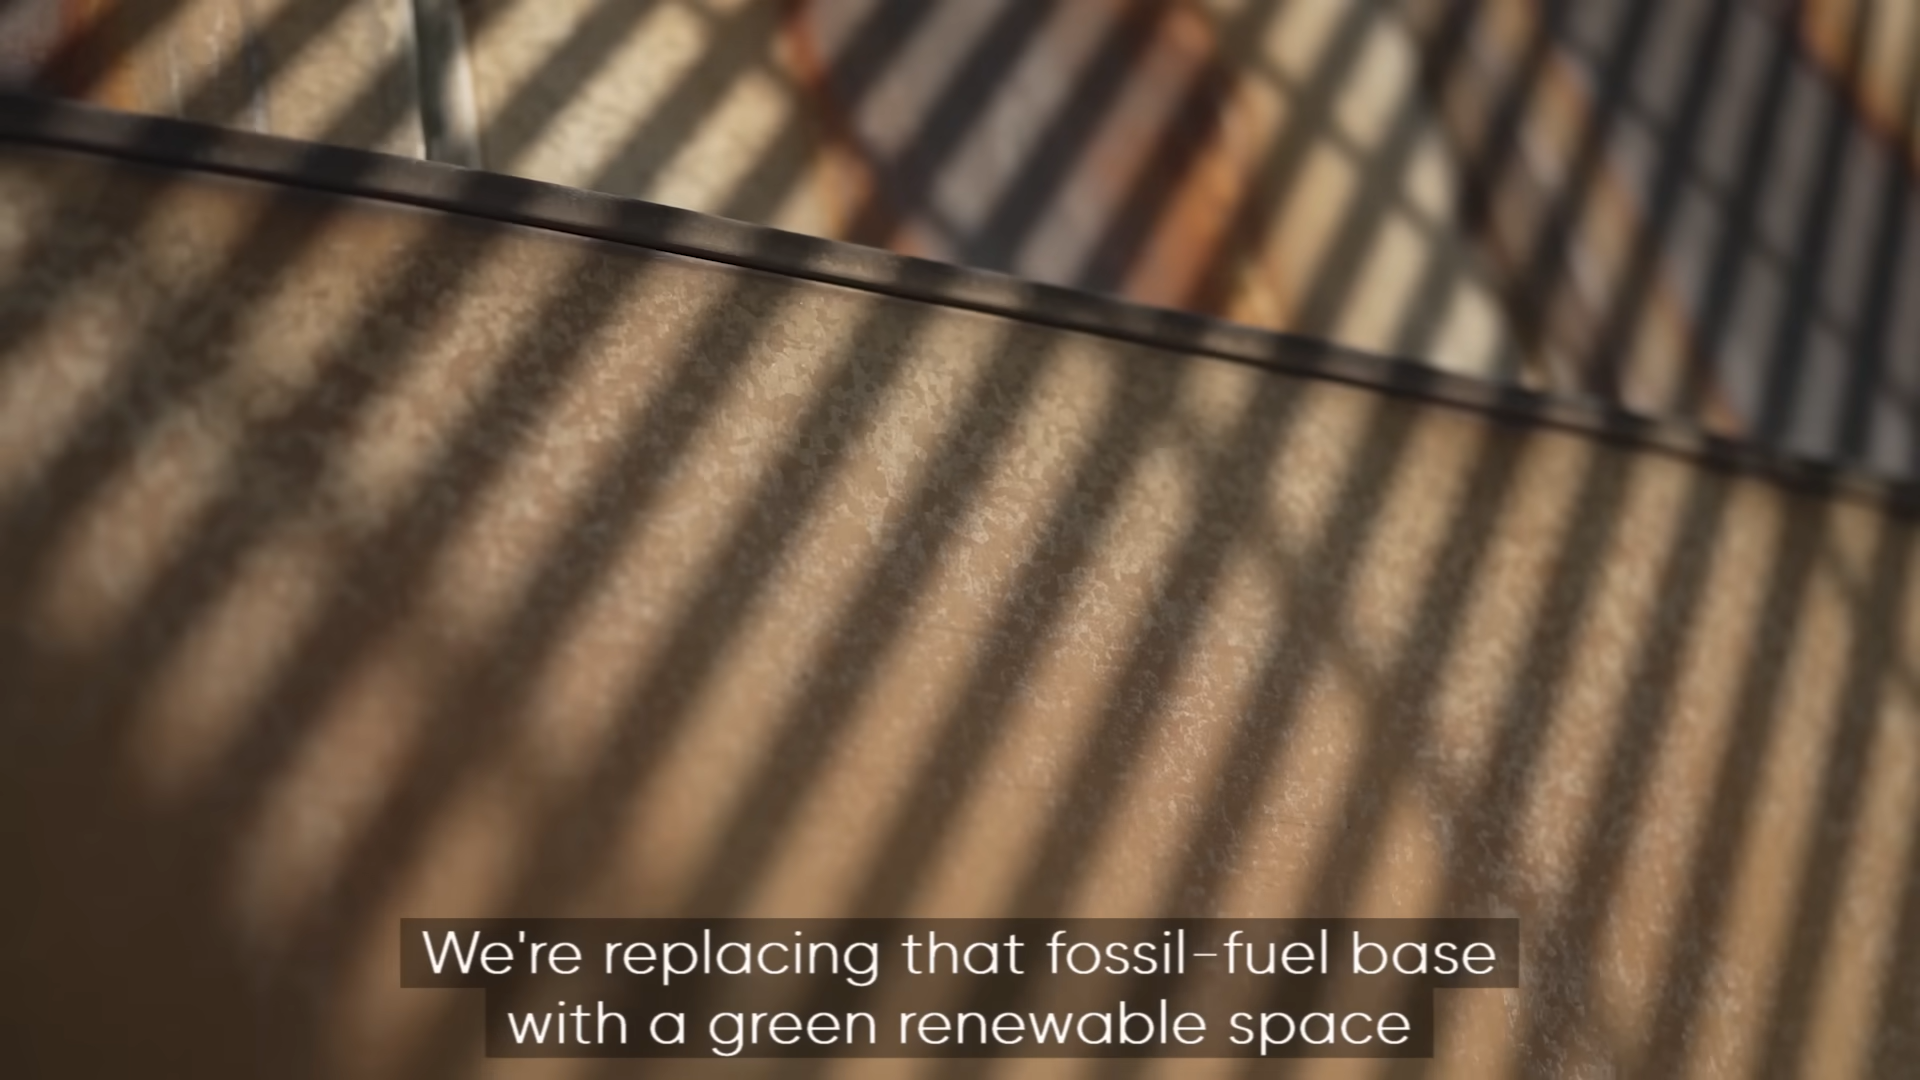 We're replacing that fossil-fuel base
with a green renewable space